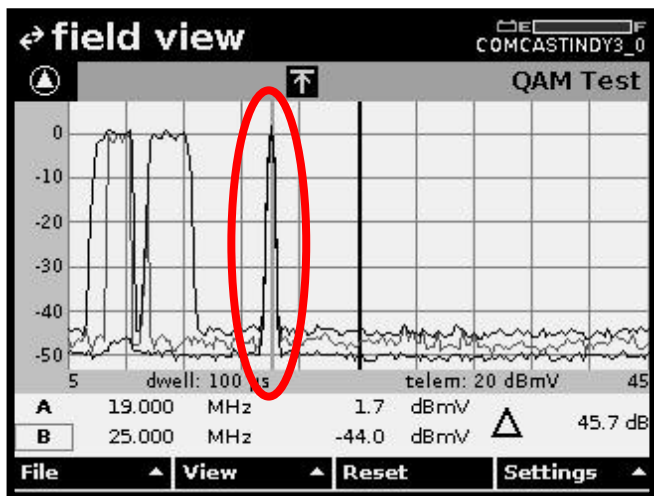 field view
E F
COMCASTINDY3_0
QAM Test
0
-10
-20
-30
-40
-50
5 dwell: 100 µs telem: 20 dBmV 45
A 19.000 MHz 1.7 dBmV
B 25.000 MHz -44.0 dBmV
Δ 45.7 dB
File View Reset Settings